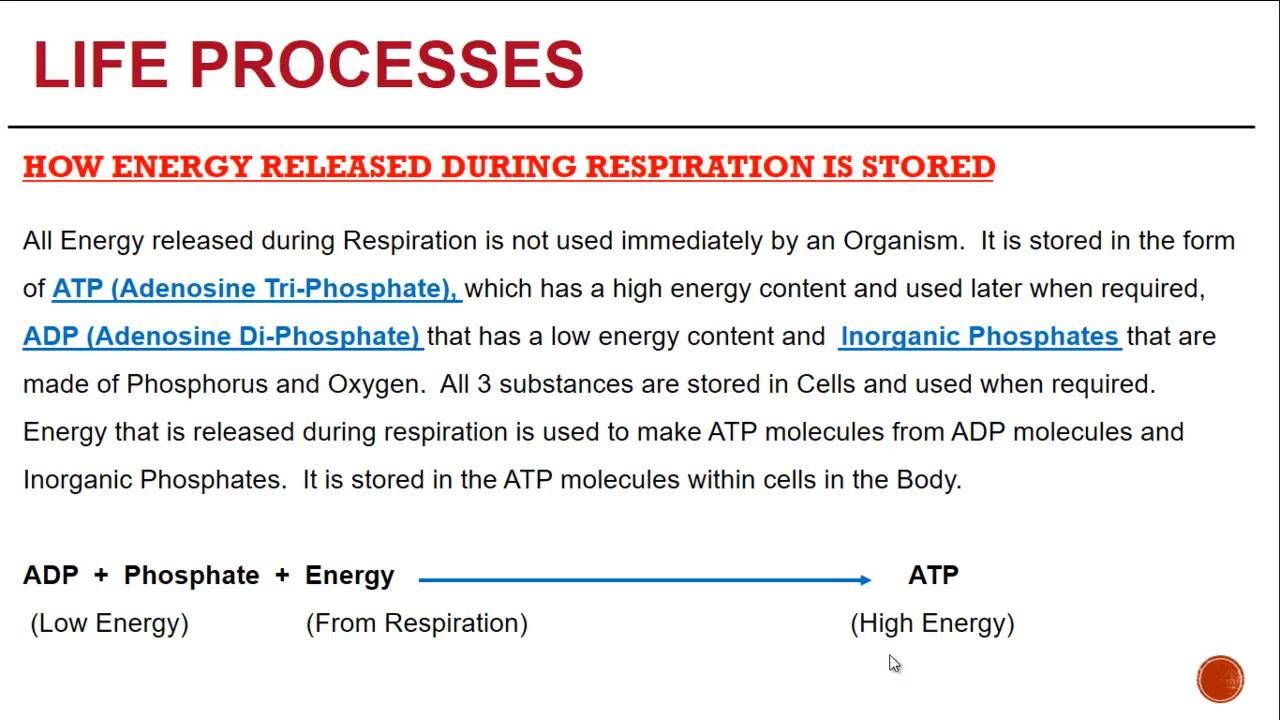 LIFE PROCESSES
HOW ENERGY RELEASED DURING RESPIRATION IS STORED
All Energy released during Respiration is not used immediately by an Organism.  It is stored in the form
of ATP (Adenosine Tri-Phosphate), which has a high energy content and used later when required,
ADP (Adenosine Di-Phosphate) that has a low energy content and  Inorganic Phosphates that are
made of Phosphorus and Oxygen.  All 3 substances are stored in Cells and used when required.
Energy that is released during respiration is used to make ATP molecules from ADP molecules and
Inorganic Phosphates.  It is stored in the ATP molecules within cells in the Body.
ADP + Phosphate + Energy ATP
(Low Energy) (From Respiration) (High Energy)